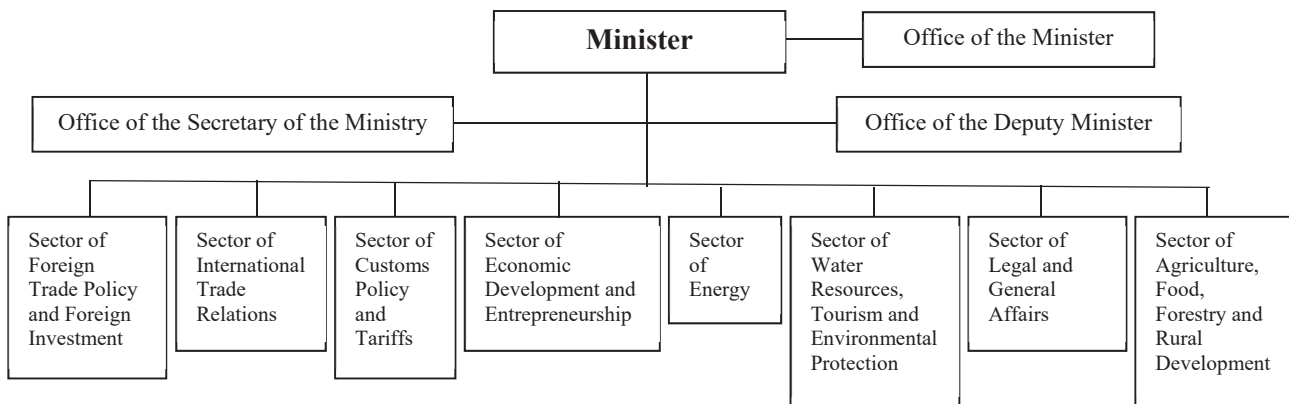 Minister
Office of the Minister
Office of the Secretary of the Ministry
Office of the Deputy Minister
Sector of
Foreign
Trade Policy
and Foreign
Investment
Sector of
International
Trade
Relations
Sector of
Customs
Policy
and
Tariffs
Sector of
Economic
Development and
Entrepreneurship
Sector
of
Energy
Sector of
Water
Resources,
Tourism and
Environmental
Protection
Sector of
Legal and
General
Affairs
Sector of
Agriculture,
Food,
Forestry and
Rural
Development